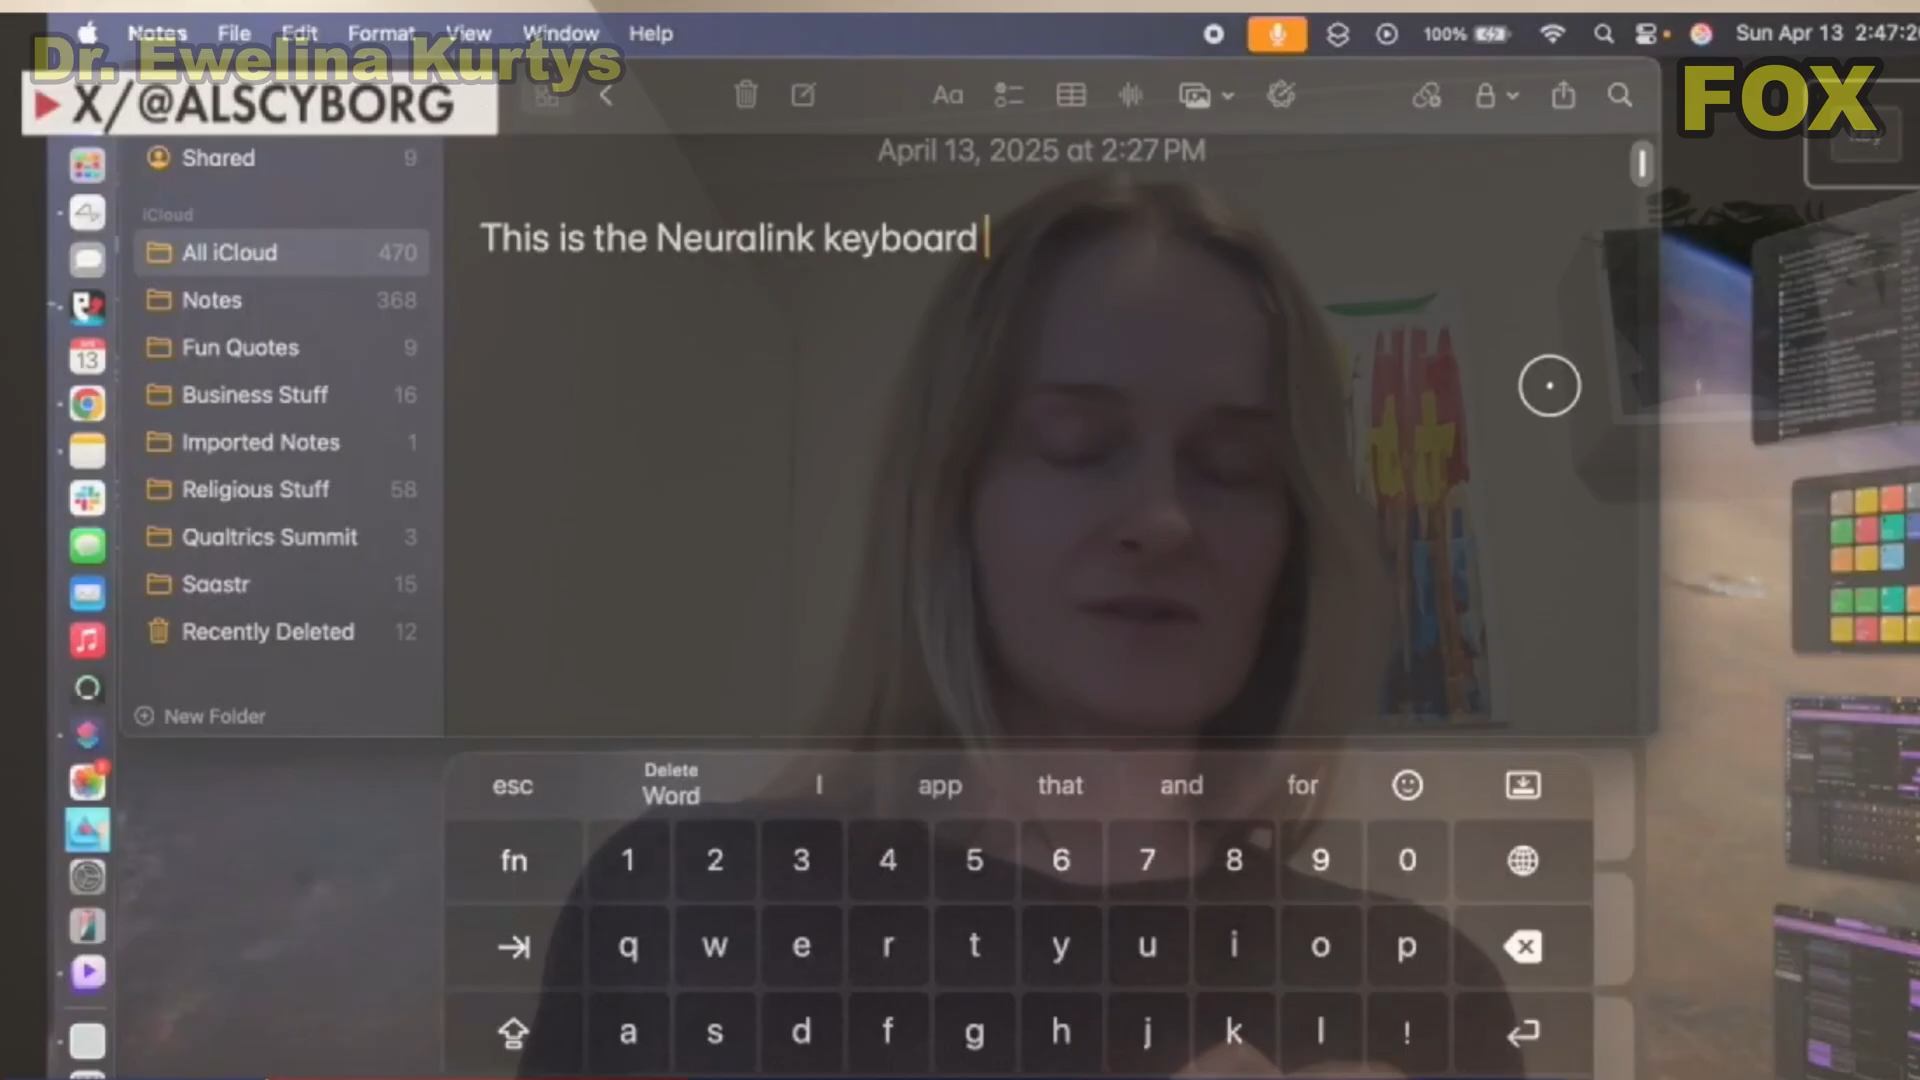 Notes File Edit Format View Window Help 100% Sun Apr 13 2:47:2
Dr. Ewelina Kurtys
X/@ALSCYBORG
FOX
Aa
Shared 9
April 13, 2025 at 2:27 PM
iCloud
All iCloud 470
This is the Neuralink keyboard
Notes 368
Fun Quotes 9
13
Business Stuff 16
Imported Notes 1
Religious Stuff 58
Qualtrics Summit 3
Saastr 15
Recently Deleted 12
New Folder
esc Delete Word I app that and for
fn 1 2 3 4 5 6 7 8 9 0
q w e r t y u i o p
a s d f g h j k l !